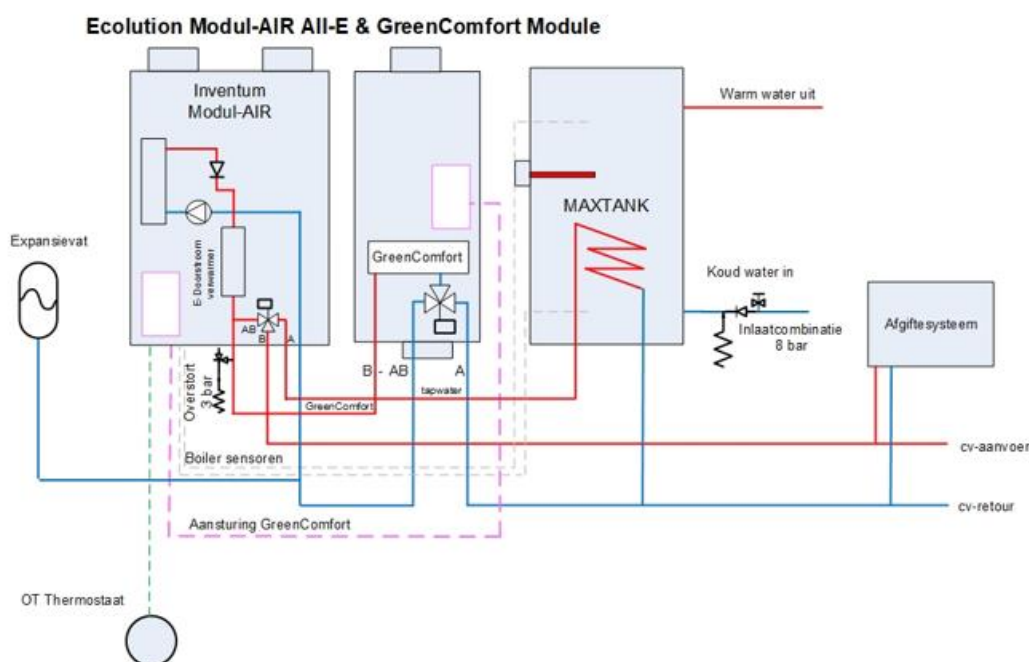 Ecolution Modul-AIR All-E & GreenComfort Module
Inventum
Modul-AIR
Warm water uit
MAXTANK
Expansievat
E-Doorstroom
verwarmer
GreenComfort
Koud water in
Inlaatcombinatie
8 bar
Afgiftesysteem
AB
B
A
B - AB
A
Overstort
3 bar
tapwater
GreenComfort
cv-aanvoer
Boiler sensoren
cv-retour
Aansturing GreenComfort
OT Thermostaat